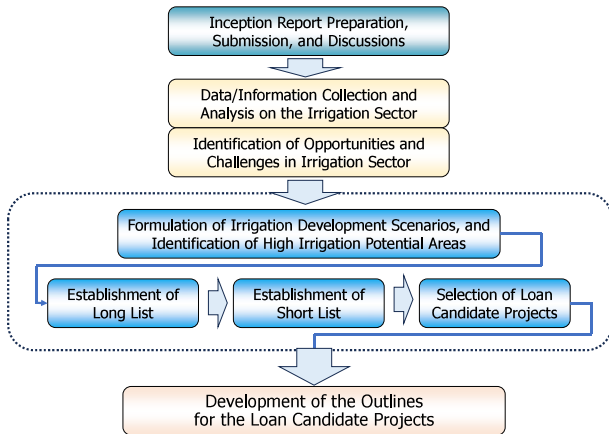 Inception Report Preparation,
Submission, and Discussions
Data/Information Collection and
Analysis on the Irrigation Sector
Identification of Opportunities and
Challenges in Irrigation Sector
Formulation of Irrigation Development Scenarios, and
Identification of High Irrigation Potential Areas
Establishment of
Long List
Establishment of
Short List
Selection of Loan
Candidate Projects
Development of the Outlines
for the Loan Candidate Projects